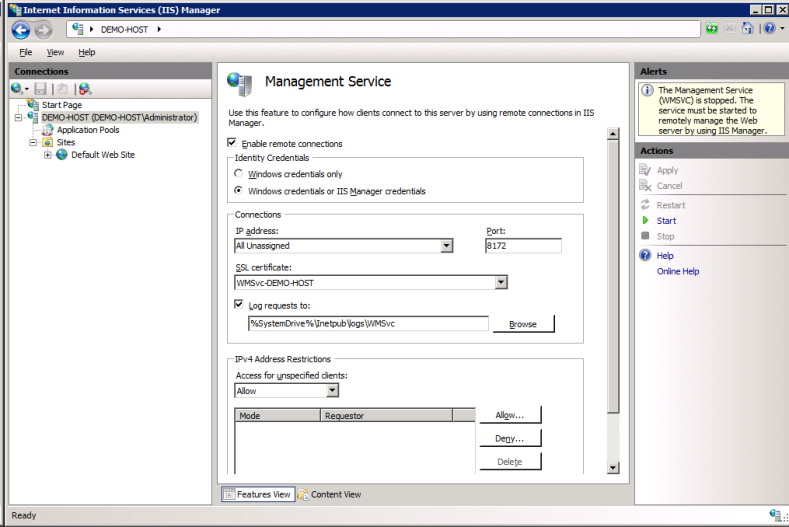 Internet Information Services (IIS) Manager
DEMO-HOST
File View Help
Connections
Start Page
DEMO-HOST (DEMO-HOST\Administrator)
Application Pools
Sites
Default Web Site
Management Service
Use this feature to configure how clients connect to this server by using remote connections in IIS
Manager.
Enable remote connections
Identity Credentials
Windows credentials only
Windows credentials or IIS Manager credentials
Connections
IP address:
Port:
All Unassigned
8172
SSL certificate:
WMSvc-DEMO-HOST
Log requests to:
%SystemDrive%\Inetpub\logs\WMSvc
Browse
IPv4 Address Restrictions
Access for unspecified clients:
Allow
Mode Requestor
Allow...
Deny...
Delete
Features View Content View
Alerts
The Management Service
(WMSVC) is stopped. The
service must be started to
remotely manage the Web
server by using IIS Manager.
Actions
Apply
Cancel
Restart
Start
Stop
Help
Online Help
Ready